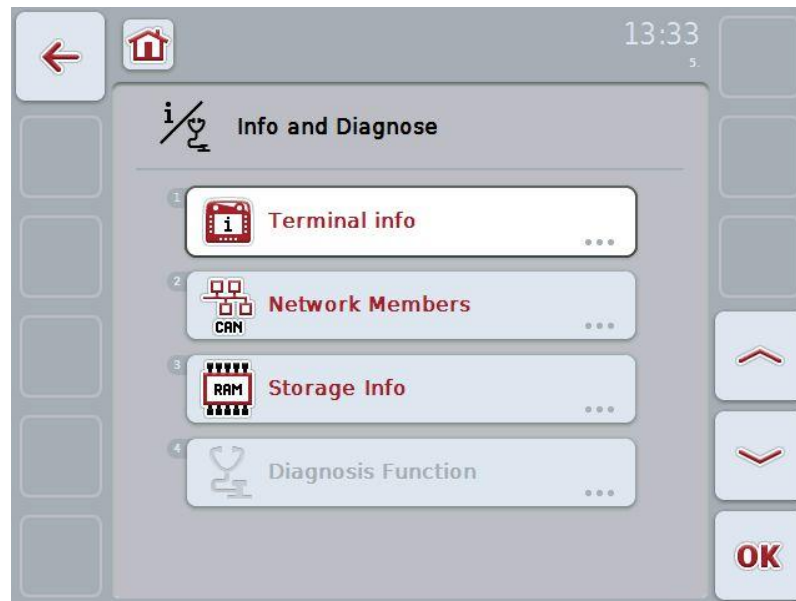 13:33
5.
i
Info and Diagnose
1
i
Terminal info
...
2
CAN
Network Members
...
3
RAM
Storage Info
...
4
Diagnosis Function
...
OK